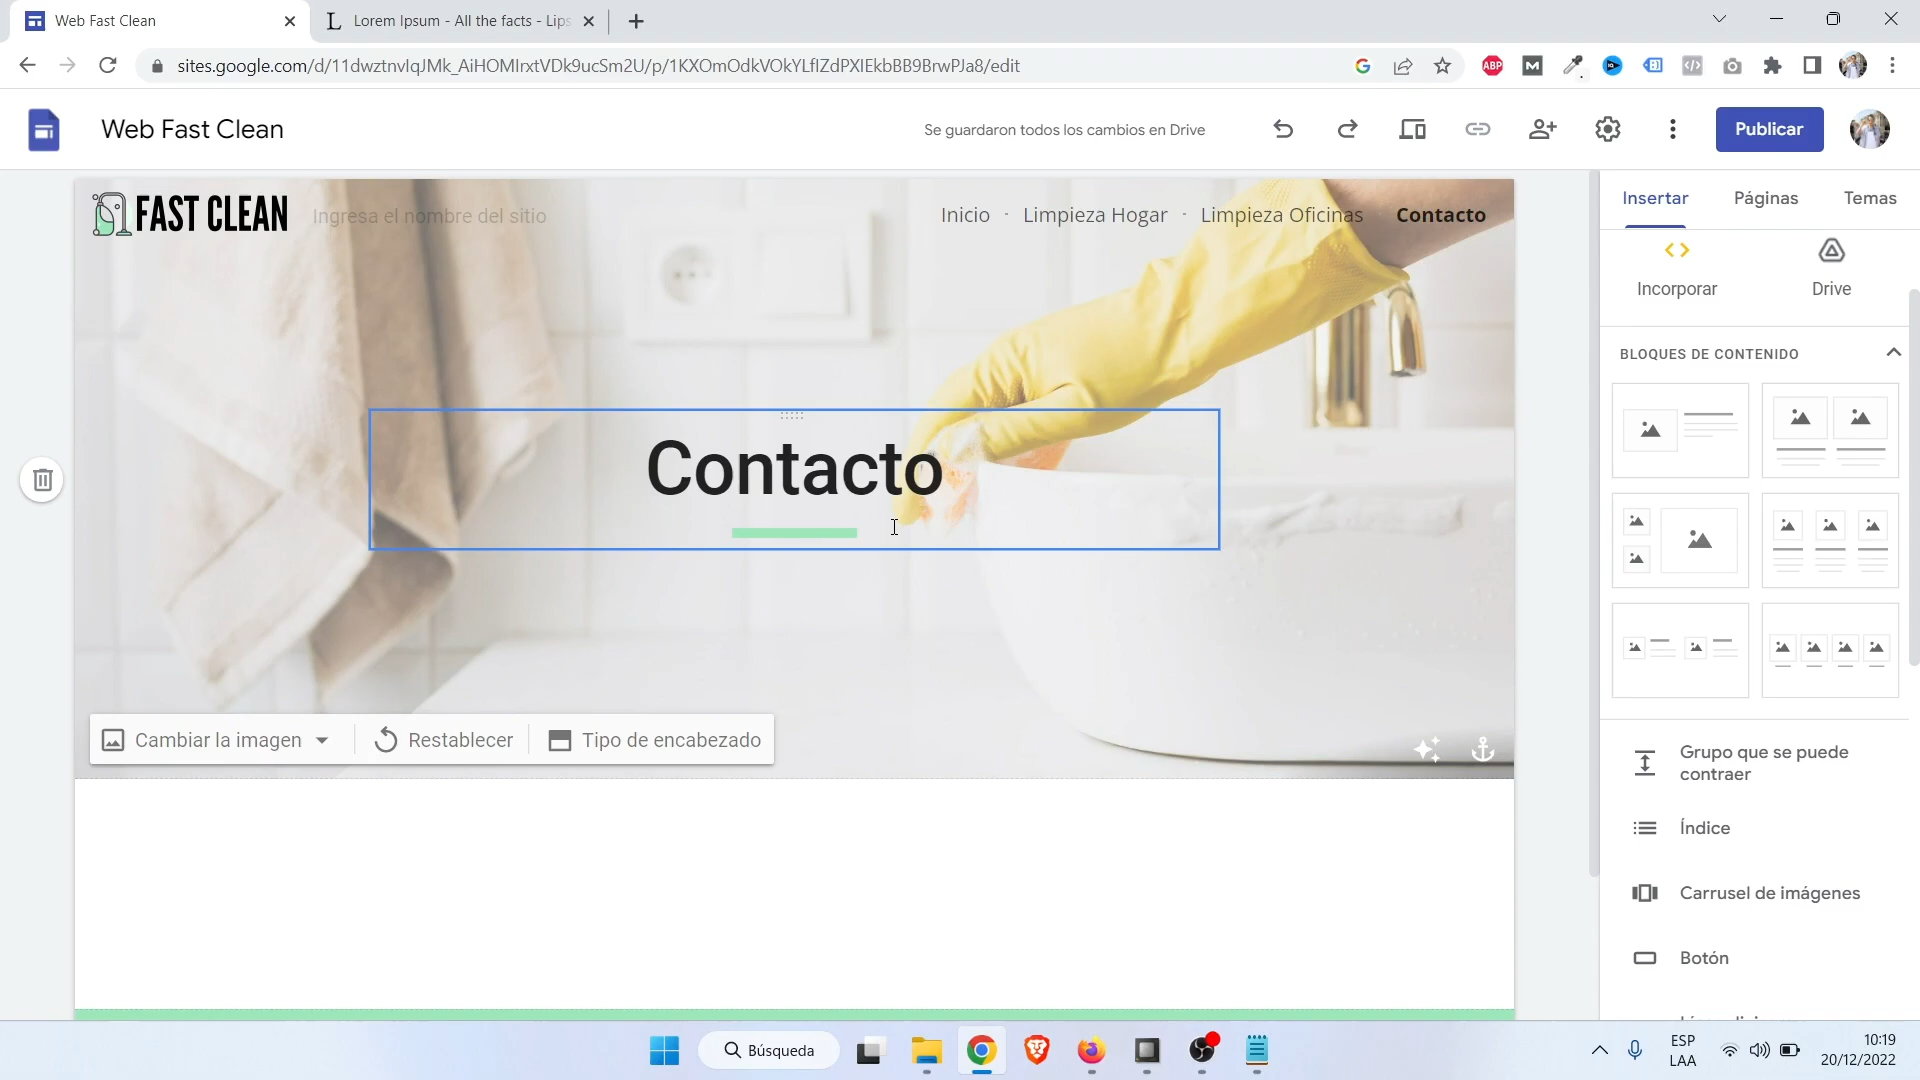 Web Fast Clean
Lorem Ipsum - All the facts - Lips
sites.google.com/d/11dwztnvlqJMk_AiHOMIrxtVDk9ucSm2U/p/1KXOmOdkVOkYLflZdPXIEkbBB9BrwPJa8/edit
ABP
Web Fast Clean
Se guardaron todos los cambios en Drive
Publicar
FAST CLEAN
Ingresa el nombre del sitio
Inicio · Limpieza Hogar · Limpieza Oficinas Contacto
Insertar Páginas Temas
Incorporar
Drive
BLOQUES DE CONTENIDO
Contacto
Cambiar la imagen
Restablecer
Tipo de encabezado
Grupo que se puede
contraer
Índice
Carrusel de imágenes
Botón
Búsqueda
ESP
LAA
10:19
20/12/2022